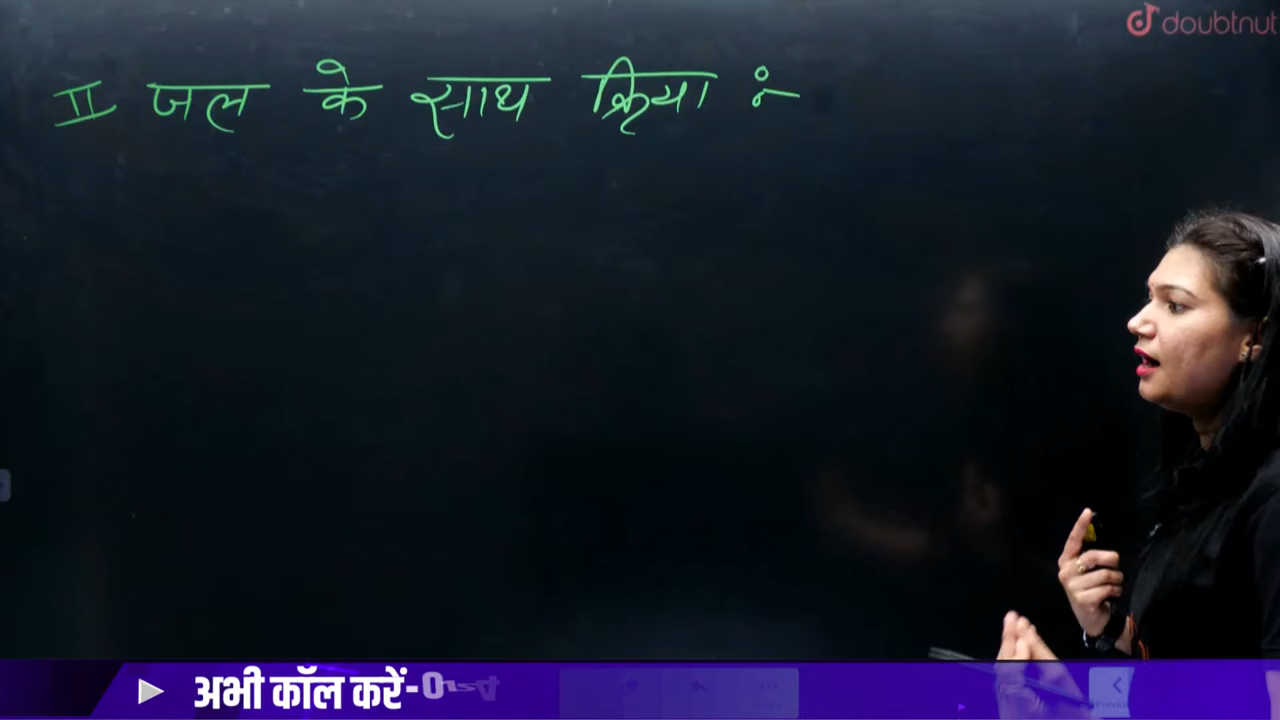 doubtnut
II जल के साथ क्रिया :-
अभी कॉल करें-